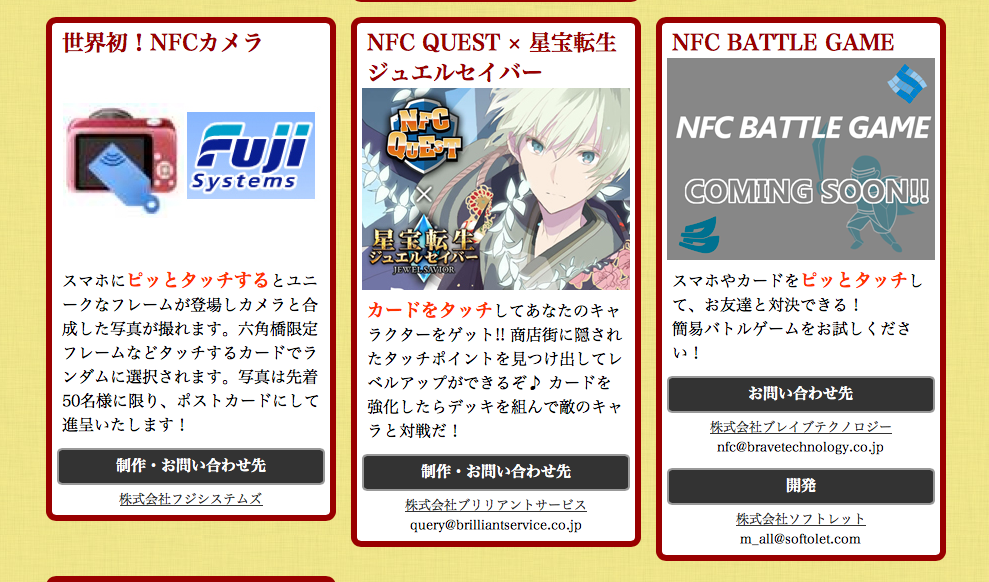 世界初！NFCカメラ
Fuji
Systems
スマホにピッとタッチするとユニ
ークなフレームが登場しカメラと合
成した写真が撮れます。六角橋限定
フレームなどタッチするカードでラ
ンダムに選択されます。写真は先着
50名様に限り、ポストカードにして
進呈いたします！
制作・お問い合わせ先
株式会社フジシステムズ
NFC QUEST × 星宝転生
ジュエルセイバー
NFC
QUEST
×
星宝転生
ジュエルセイバー
JEWEL SAVIOR
カードをタッチしてあなたのキャ
ラクターをゲット!! 商店街に隠され
たタッチポイントを見つけ出してレ
ベルアップができるぞ♪ カードを
強化したらデッキを組んで敵のキャ
ラと対戦だ！
制作・お問い合わせ先
株式会社ブリリアントサービス
query@brilliantservice.co.jp
NFC BATTLE GAME
NFC BATTLE GAME
COMING SOON!!
スマホやカードをピッとタッチし
て、お友達と対決できる！
簡易バトルゲームをお試しくださ
い！
お問い合わせ先
株式会社ブレイブテクノロジー
nfc@bravetechnology.co.jp
開発
株式会社ソフトレット
m_all@softolet.com